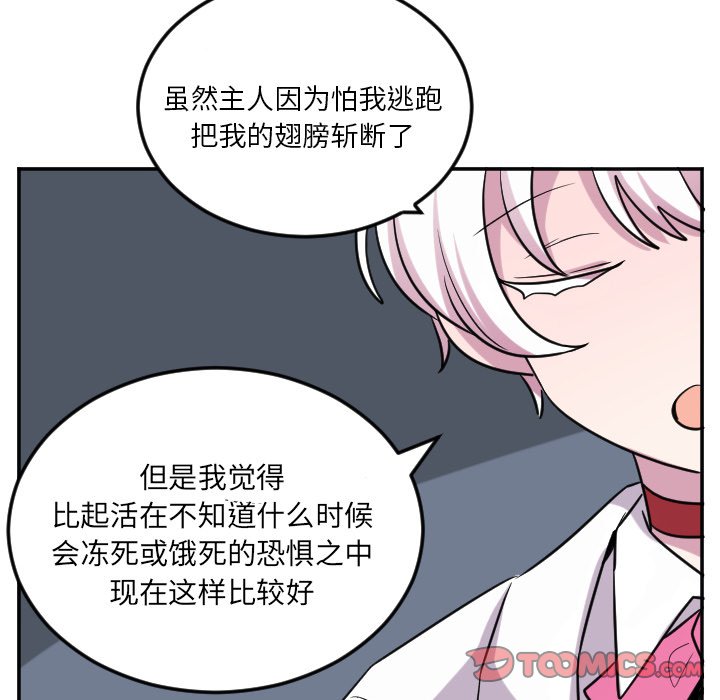 虽然主人因为怕我逃跑
把我的翅膀斩断了
但是我觉得
比起活在不知道什么时候
会冻死或饿死的恐惧之中
现在这样比较好
TOOMICS.COM